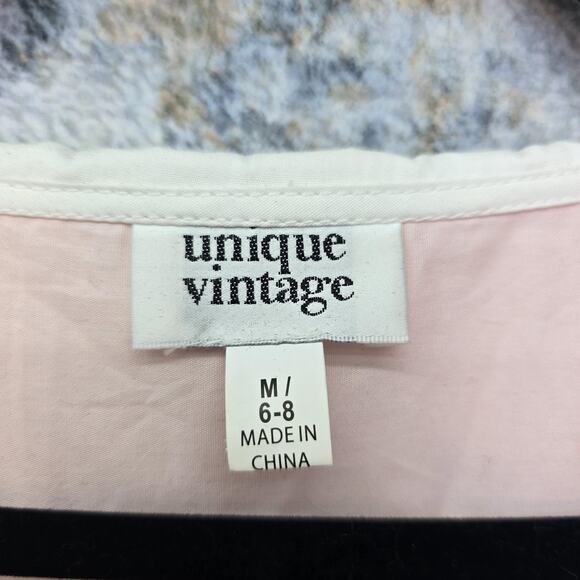 unique
vintage
M /
6-8
MADE IN
CHINA